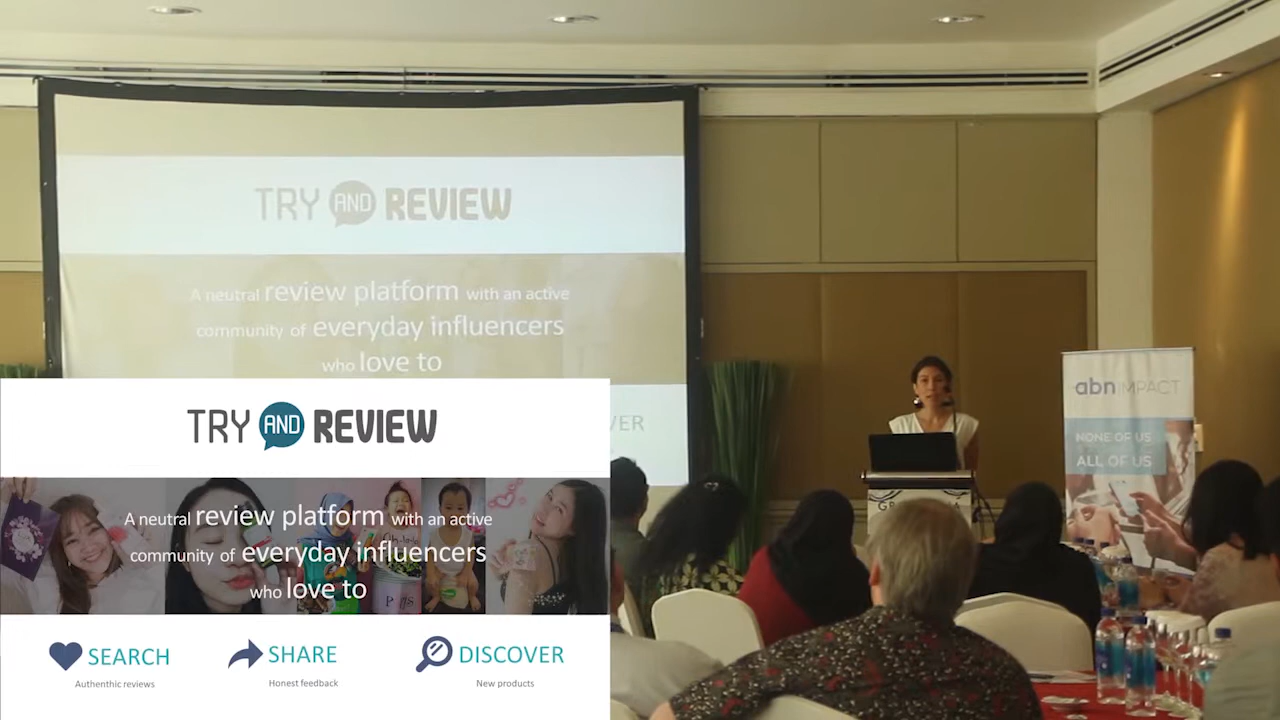 TRY AND REVIEW
A neutral review platform with an active
community of everyday influencers
who love to
VER
abn IMPACT
NONE OF US
ALL OF US
TRY AND REVIEW
A neutral review platform with an active
community of everyday influencers
who love to
SEARCH
Authenthic reviews
SHARE
Honest feedback
DISCOVER
New products